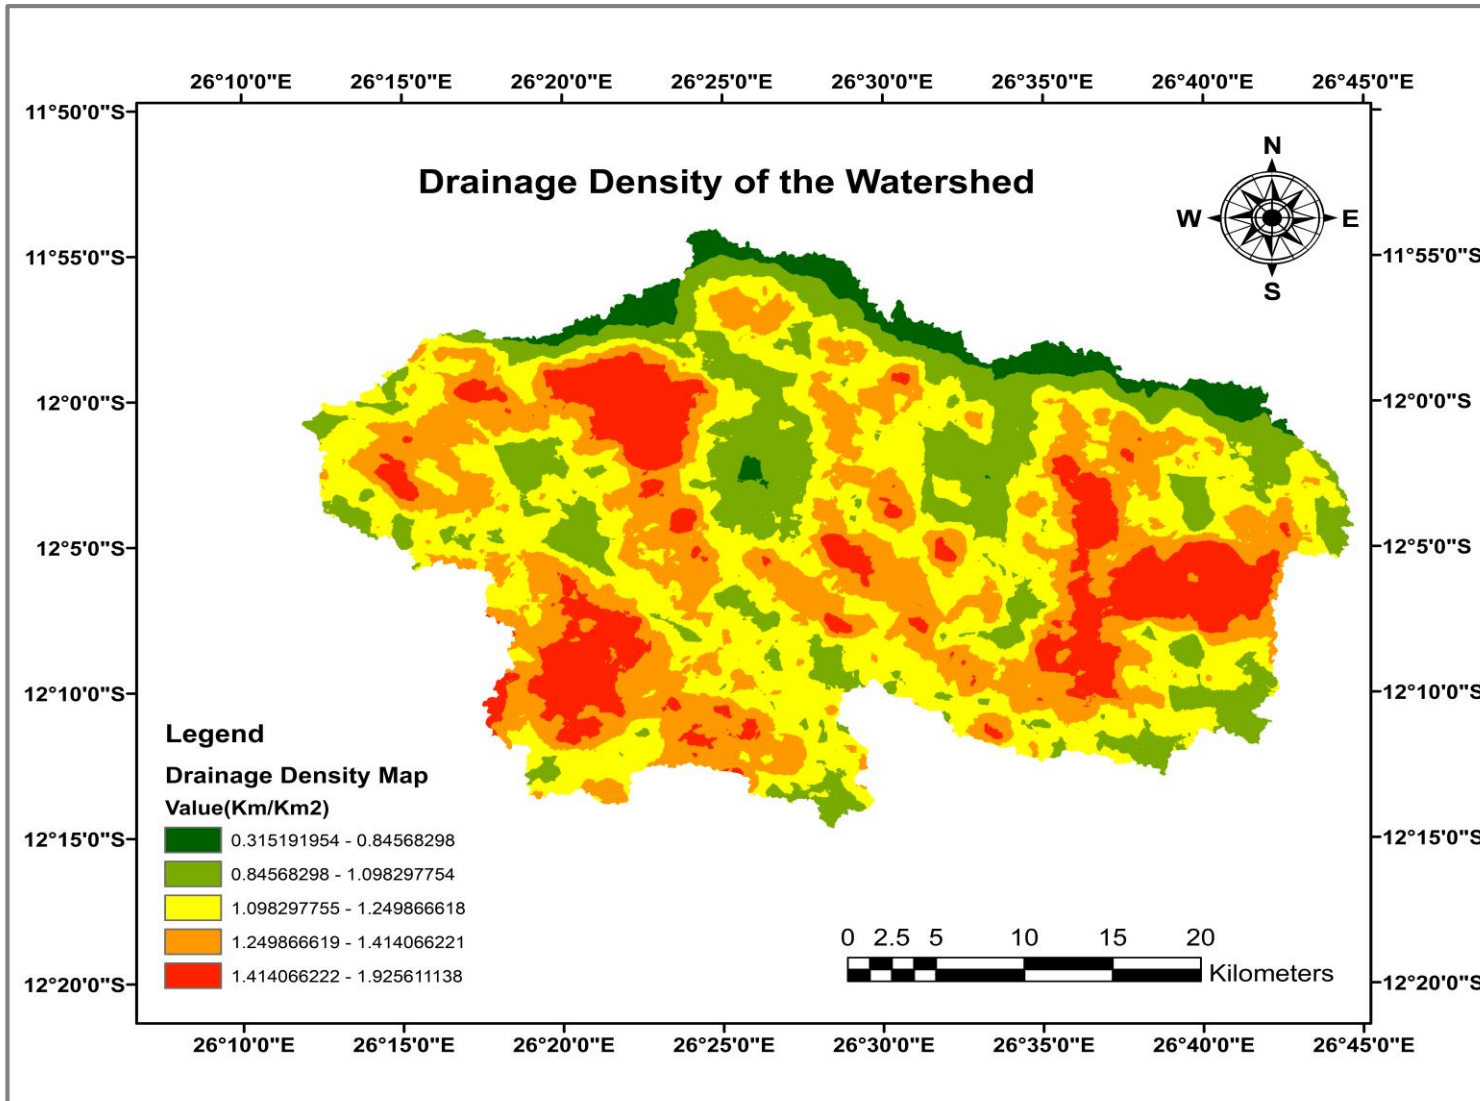 26°10'0"E 26°15'0"E 26°20'0"E 26°25'0"E 26°30'0"E 26°35'0"E 26°40'0"E 26°45'0"E
11°50'0"S
Drainage Density of the Watershed
N
W E
S
11°55'0"S 11°55'0"S
12°0'0"S 12°0'0"S
12°5'0"S 12°5'0"S
12°10'0"S 12°10'0"S
Legend
Drainage Density Map
Value(Km/Km2)
0.315191954 - 0.84568298
0.84568298 - 1.098297754
1.098297755 - 1.249866618
1.249866619 - 1.414066221
1.414066222 - 1.925611138
12°15'0"S 12°15'0"S
0 2.5 5 10 15 20
Kilometers
12°20'0"S 12°20'0"S
26°10'0"E 26°15'0"E 26°20'0"E 26°25'0"E 26°30'0"E 26°35'0"E 26°40'0"E 26°45'0"E